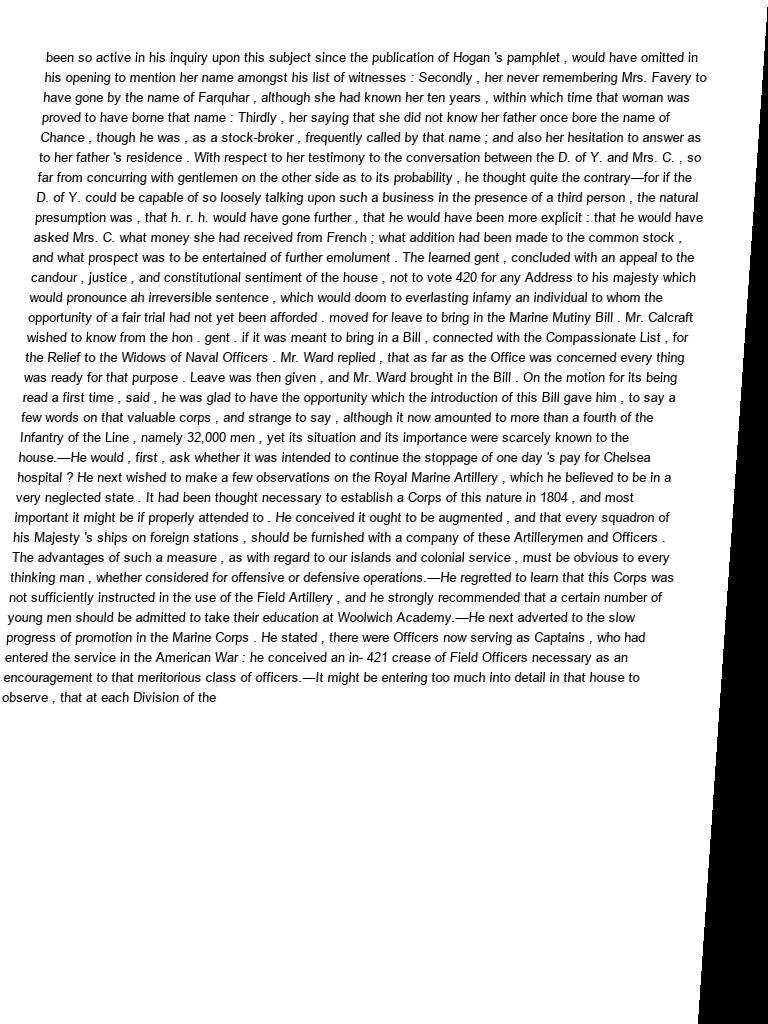 been so active in his inquiry upon this subject since the publication of Hogan 's pamphlet , would have omitted in
his opening to mention her name amongst his list of witnesses : Secondly , her never remembering Mrs. Favery to
have gone by the name of Farquhar , although she had known her ten years , within which time that woman was
proved to have borne that name : Thirdly , her saying that she did not know her father once bore the name of
Chance , though he was , as a stock-broker , frequently called by that name ; and also her hesitation to answer as
to her father 's residence . With respect to her testimony to the conversation between the D. of Y. and Mrs. C. , so
far from concurring with gentlemen on the other side as to its probability , he thought quite the contrary—for if the
D. of Y. could be capable of so loosely talking upon such a business in the presence of a third person , the natural
presumption was , that h. r. h. would have gone further , that he would have been more explicit : that he would have
asked Mrs. C. what money she had received from French ; what addition had been made to the common stock ,
and what prospect was to be entertained of further emolument . The learned gent , concluded with an appeal to the
candour , justice , and constitutional sentiment of the house , not to vote 420 for any Address to his majesty which
would pronounce ah irreversible sentence , which would doom to everlasting infamy an individual to whom the
opportunity of a fair trial had not yet been afforded . moved for leave to bring in the Marine Mutiny Bill . Mr. Calcraft
wished to know from the hon . gent . if it was meant to bring in a Bill , connected with the Compassionate List , for
the Relief to the Widows of Naval Officers . Mr. Ward replied , that as far as the Office was concerned every thing
was ready for that purpose . Leave was then given , and Mr. Ward brought in the Bill . On the motion for its being
read a first time , said , he was glad to have the opportunity which the introduction of this Bill gave him , to say a
few words on that valuable corps , and strange to say , although it now amounted to more than a fourth of the
Infantry of the Line , namely 32,000 men , yet its situation and its importance were scarcely known to the
house.—He would , first , ask whether it was intended to continue the stoppage of one day 's pay for Chelsea
hospital ? He next wished to make a few observations on the Royal Marine Artillery , which he believed to be in a
very neglected state . It had been thought necessary to establish a Corps of this nature in 1804 , and most
important it might be if properly attended to . He conceived it ought to be augmented , and that every squadron of
his Majesty 's ships on foreign stations , should be furnished with a company of these Artillerymen and Officers .
The advantages of such a measure , as with regard to our islands and colonial service , must be obvious to every
thinking man , whether considered for offensive or defensive operations.—He regretted to learn that this Corps was
not sufficiently instructed in the use of the Field Artillery , and he strongly recommended that a certain number of
young men should be admitted to take their education at Woolwich Academy.—He next adverted to the slow
progress of promotion in the Marine Corps . He stated , there were Officers now serving as Captains , who had
entered the service in the American War : he conceived an in- 421 crease of Field Officers necessary as an
encouragement to that meritorious class of officers.—It might be entering too much into detail in that house to
observe , that at each Division of the